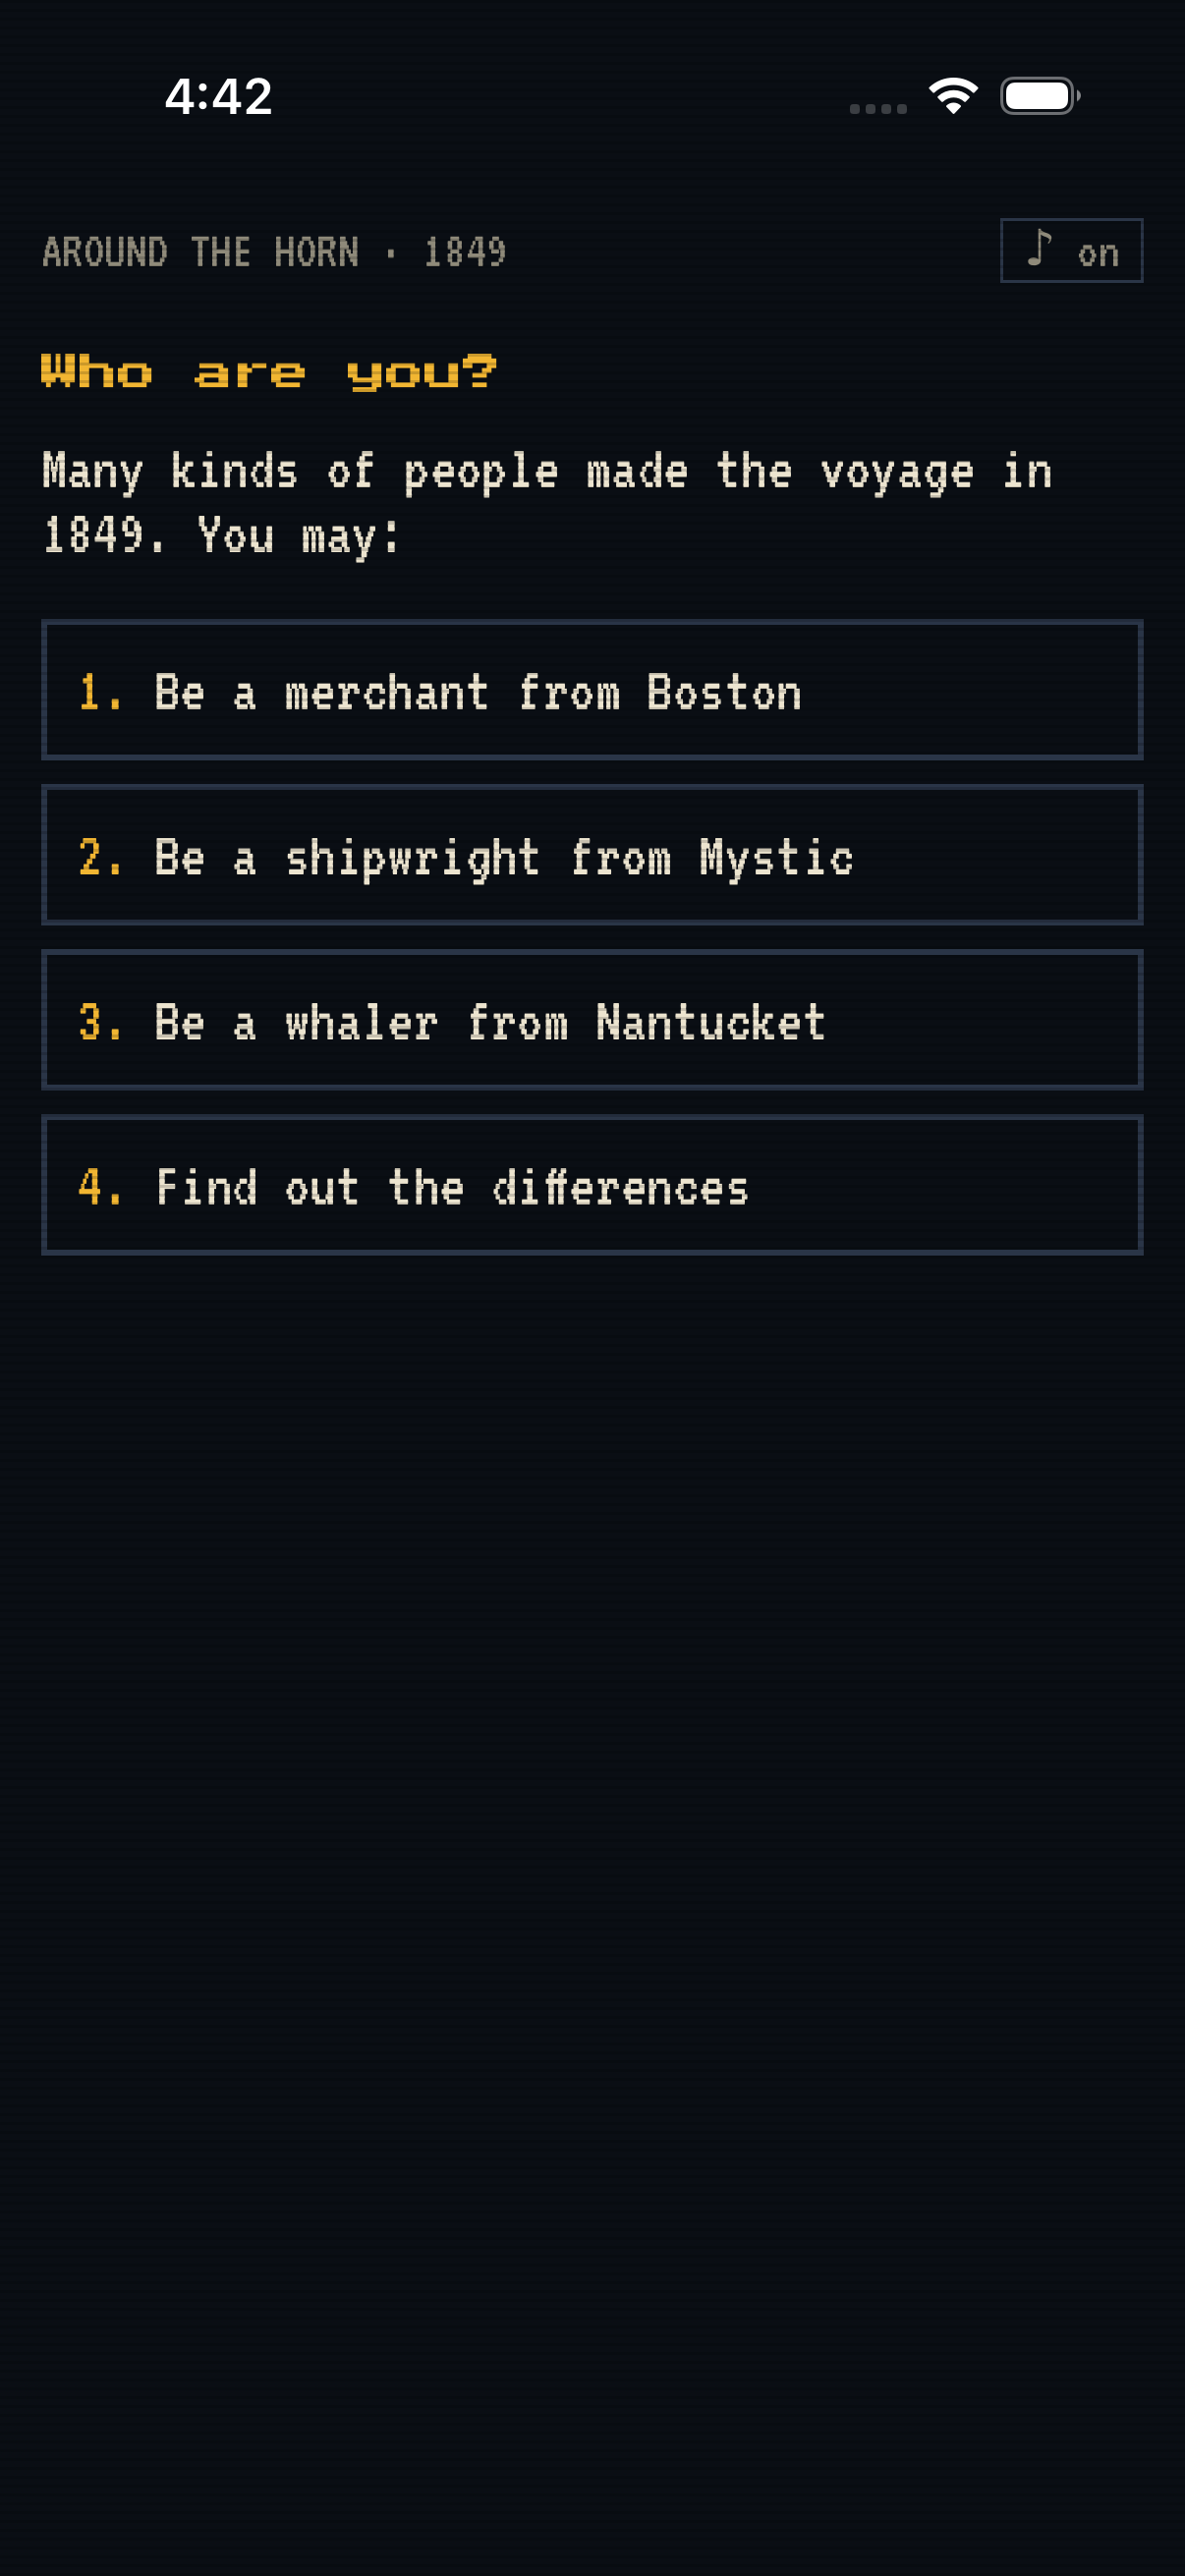 4:42
AROUND THE HORN · 1849
♪ on
Who are you?
Many kinds of people made the voyage in
1849. You may:
1. Be a merchant from Boston
2. Be a shipwright from Mystic
3. Be a whaler from Nantucket
4. Find out the differences